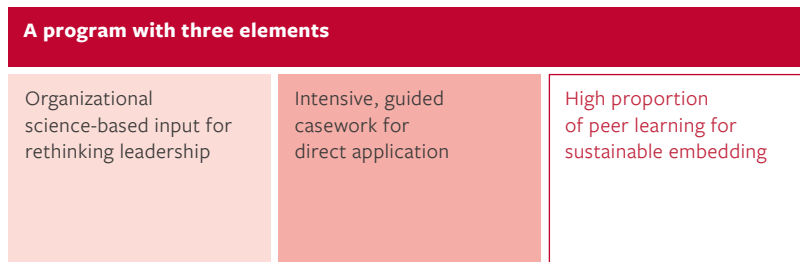 A program with three elements
Organizational
science-based input for
rethinking leadership
Intensive, guided
casework for
direct application
High proportion
of peer learning for
sustainable embedding